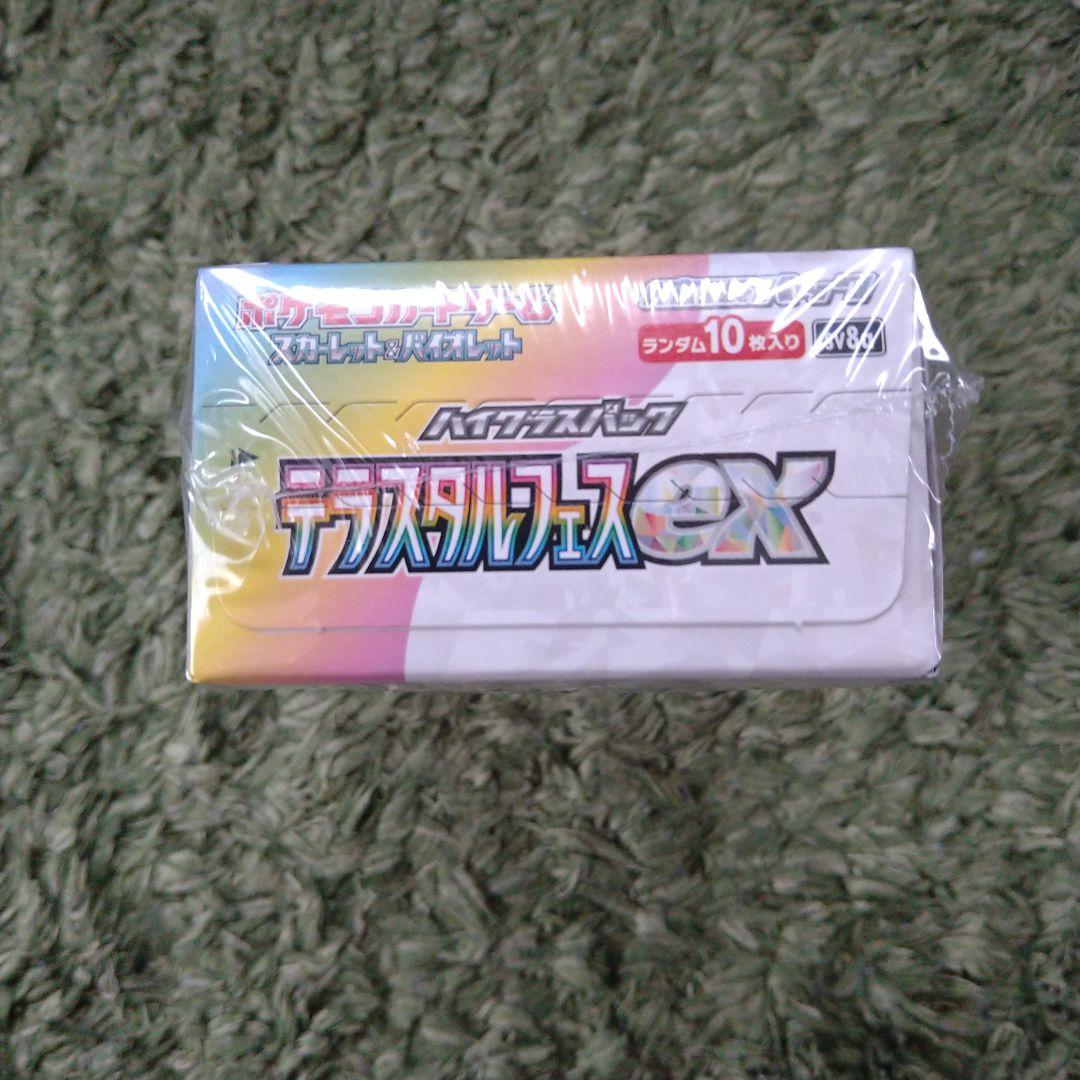 ポケモンカードゲーム
スカーレット&バイオレット
ランダム10枚入り
ハイクラスパック
テラスタルフェスex